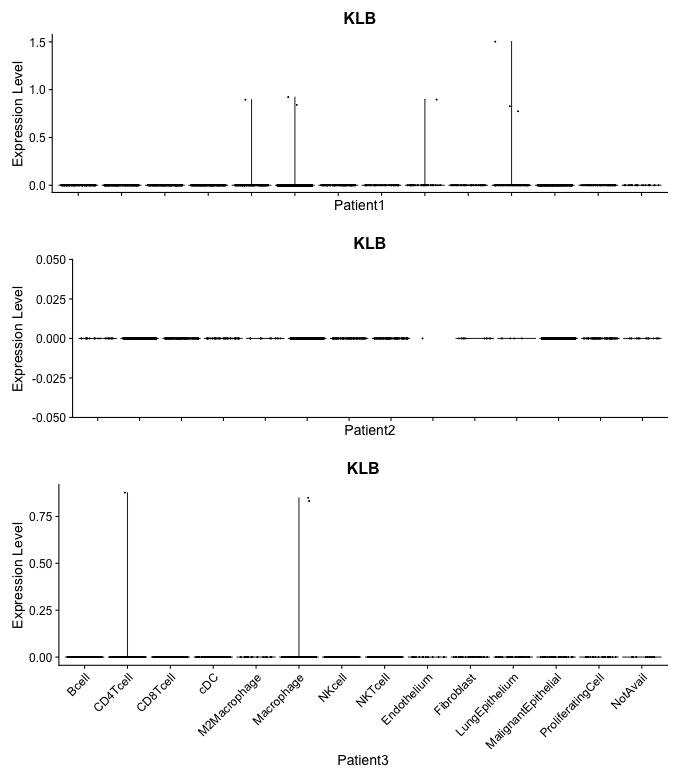 KLB
Expression Level
1.5
1.0
0.5
0.0
Patient1
KLB
Expression Level
0.050
0.025
0.000
-0.025
-0.050
Patient2
KLB
Expression Level
0.75
0.50
0.25
0.00
Bcell
CD4Tcell
CD8Tcell
cDC
M2Macrophage
Macrophage
NKcell
NKTcell
Endothelium
Fibroblast
LungEpithelium
MalignantEpithelial
ProliferatingCell
NotAvail
Patient3